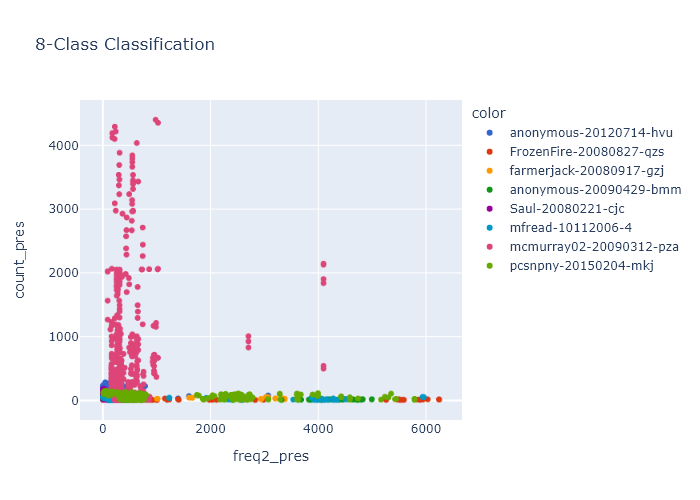 8-Class Classification
color
anonymous-20120714-hvu
FrozenFire-20080827-qzs
farmerjack-20080917-gzj
anonymous-20090429-bmm
Saul-20080221-cjc
mfread-10112006-4
mcmurray02-20090312-pza
pcsnpny-20150204-mkj
count_pres
4000
3000
2000
1000
0
0
2000
4000
6000
freq2_pres